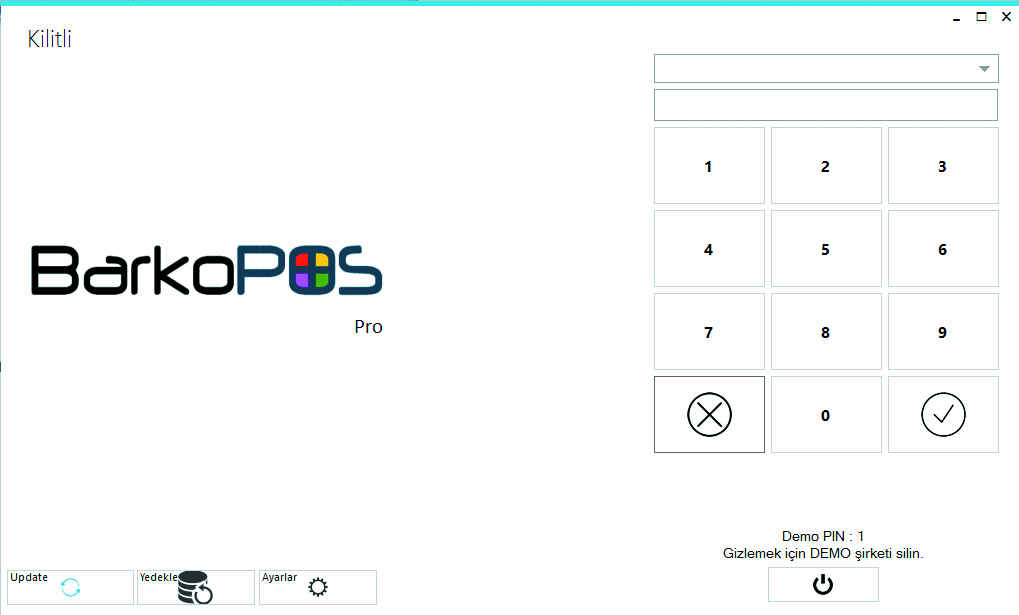 Kilitli
BarkoPOS
Pro
1 2 3
4 5 6
7 8 9
0
Demo PIN : 1
Gizlemek için DEMO şirketi silin.
Update Yedekle Ayarlar